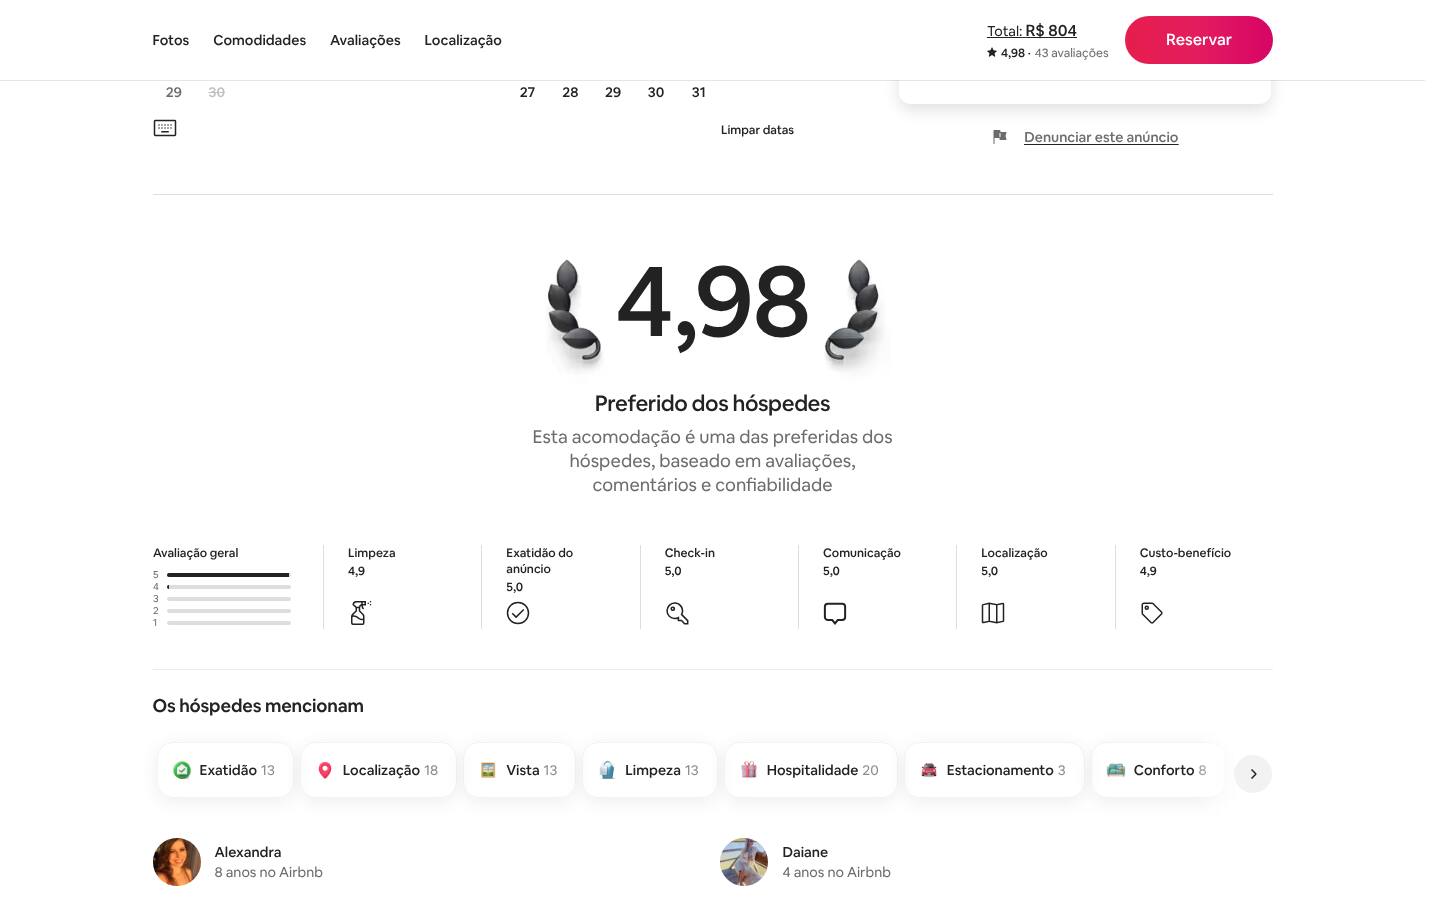 Fotos Comodidades Avaliações Localização
Total: R$ 804
4,98 · 43 avaliações
Reservar
29 30
27 28 29 30 31
Limpar datas
Denunciar este anúncio
4,98
Preferido dos hóspedes
Esta acomodação é uma das preferidas dos
hóspedes, baseado em avaliações,
comentários e confiabilidade
Avaliação geral
5
4
3
2
1
Limpeza
4,9
Exatidão do
anúncio
5,0
Check-in
5,0
Comunicação
5,0
Localização
5,0
Custo-benefício
4,9
Os hóspedes mencionam
Exatidão 13
Localização 18
Vista 13
Limpeza 13
Hospitalidade 20
Estacionamento 3
Conforto 8
Alexandra
8 anos no Airbnb
Daiane
4 anos no Airbnb